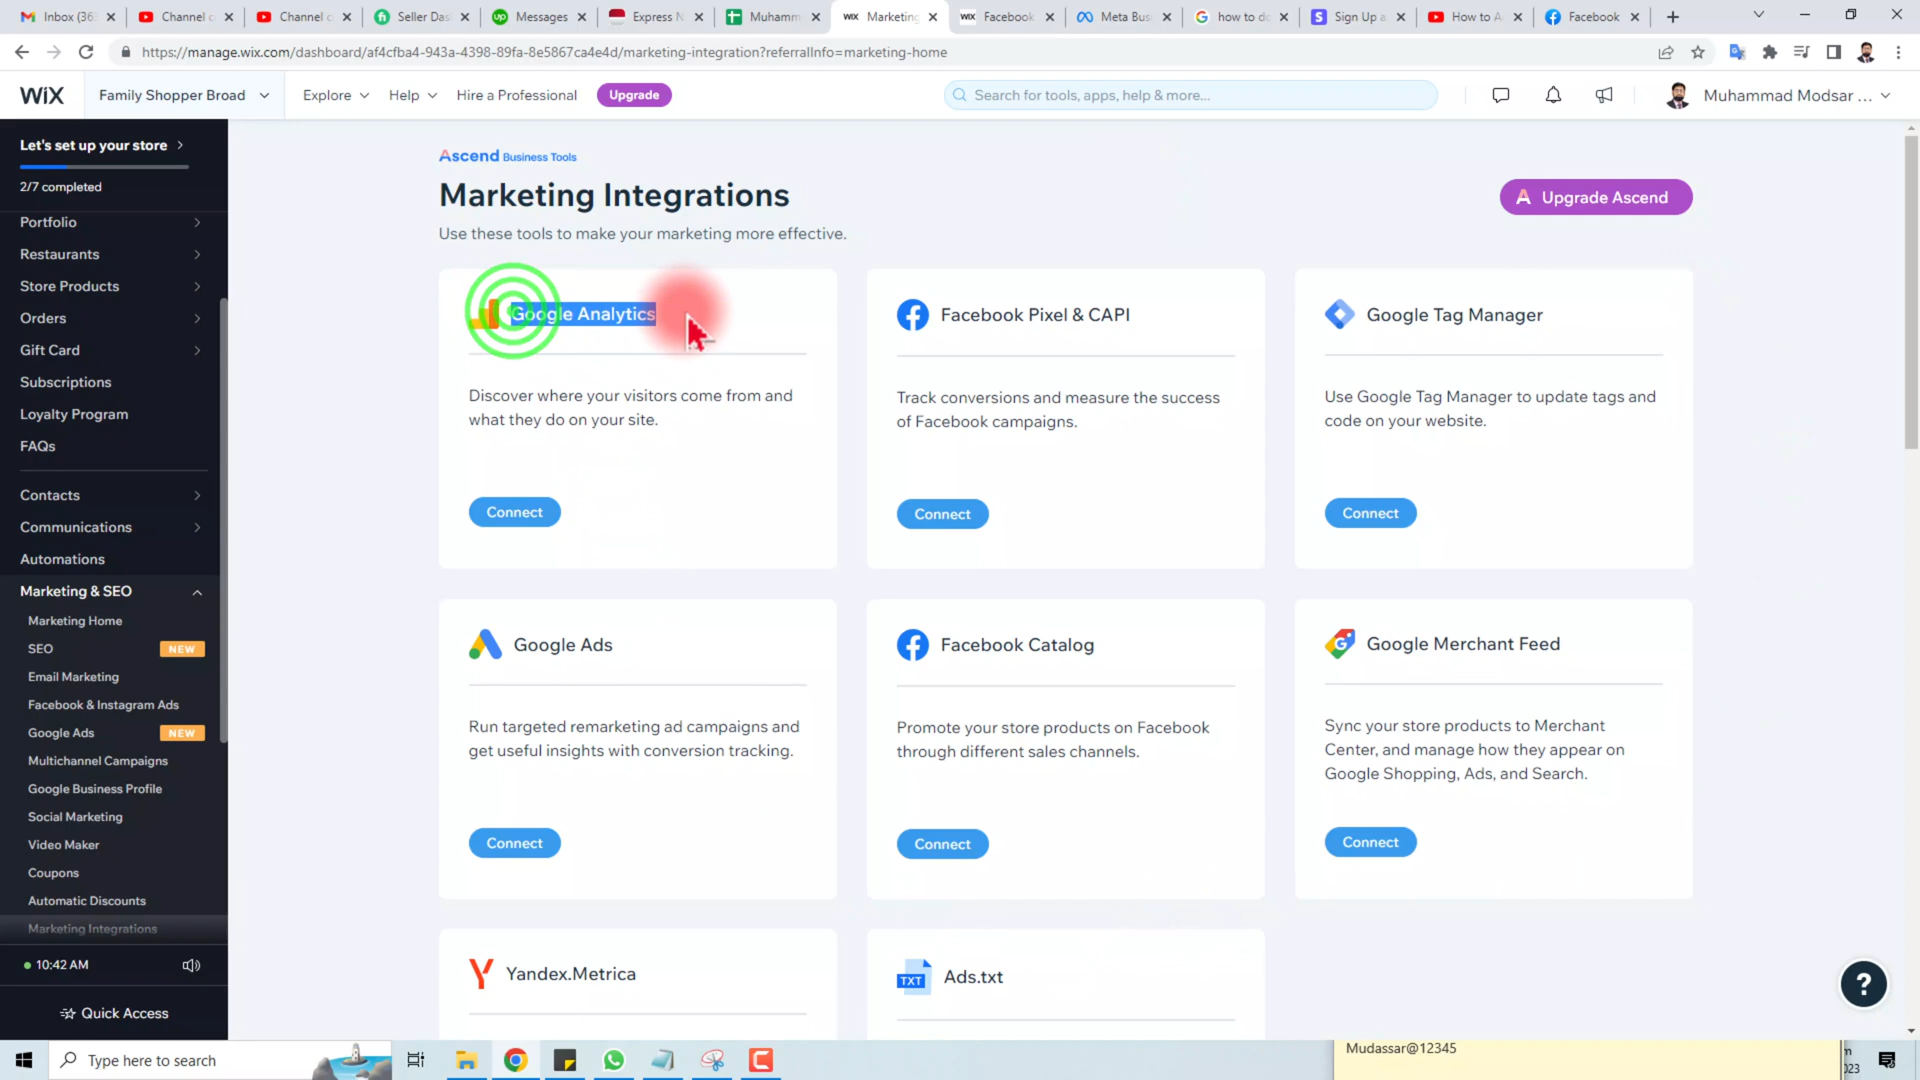 Inbox (36
Channel c
Channel c
Seller Das
Messages
Express N
Muhamm
Marketing
Facebook
Meta Bus
how to do
Sign Up a
How to A
Facebook
https://manage.wix.com/dashboard/af4cfba4-943a-4398-89fa-8e5867ca4e4d/marketing-integration?referralInfo=marketing-home
WIX
Family Shopper Broad
Explore
Help
Hire a Professional
Upgrade
Search for tools, apps, help & more...
Muhammad Modsar ...
Let's set up your store
2/7 completed
Portfolio
Restaurants
Store Products
Orders
Gift Card
Subscriptions
Loyalty Program
FAQs
Contacts
Communications
Automations
Marketing & SEO
Marketing Home
SEO NEW
Email Marketing
Facebook & Instagram Ads
Google Ads NEW
Multichannel Campaigns
Google Business Profile
Social Marketing
Video Maker
Coupons
Automatic Discounts
Marketing Integrations
10:42 AM
Quick Access
Ascend Business Tools
Marketing Integrations
Use these tools to make your marketing more effective.
A Upgrade Ascend
Google Analytics
Discover where your visitors come from and
what they do on your site.
Connect
Facebook Pixel & CAPI
Track conversions and measure the success
of Facebook campaigns.
Connect
Google Tag Manager
Use Google Tag Manager to update tags and
code on your website.
Connect
Google Ads
Run targeted remarketing ad campaigns and
get useful insights with conversion tracking.
Connect
Facebook Catalog
Promote your store products on Facebook
through different sales channels.
Connect
Google Merchant Feed
Sync your store products to Merchant
Center, and manage how they appear on
Google Shopping, Ads, and Search.
Connect
Yandex.Metrica
TXT
Ads.txt
?
Type here to search
Mudassar@12345